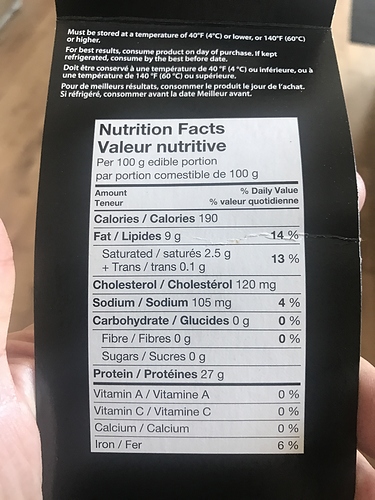 Must be stored at a temperature of 40°F (4°C) or lower, or 140°F (60°C)
or higher.
For best results, consume product on day of purchase. If kept
refrigerated, consume by the best before date.
Doit être conservé à une température de 40 °F (4 °C) ou inférieure, ou à
une température de 140 °F (60 °C) ou supérieure.
Pour de meilleurs résultats, consommer le produit le jour de l'achat.
Si réfrigéré, consommer avant la date Meilleur avant.
Nutrition Facts
Valeur nutritive
Per 100 g edible portion
par portion comestible de 100 g
Amount % Daily Value
Teneur % valeur quotidienne
Calories / Calories 190
Fat / Lipides 9 g 14 %
Saturated / saturés 2.5 g
+ Trans / trans 0.1 g 13 %
Cholesterol / Cholestérol 120 mg
Sodium / Sodium 105 mg 4 %
Carbohydrate / Glucides 0 g 0 %
Fibre / Fibres 0 g 0 %
Sugars / Sucres 0 g
Protein / Protéines 27 g
Vitamin A / Vitamine A 0 %
Vitamin C / Vitamine C 0 %
Calcium / Calcium 0 %
Iron / Fer 6 %